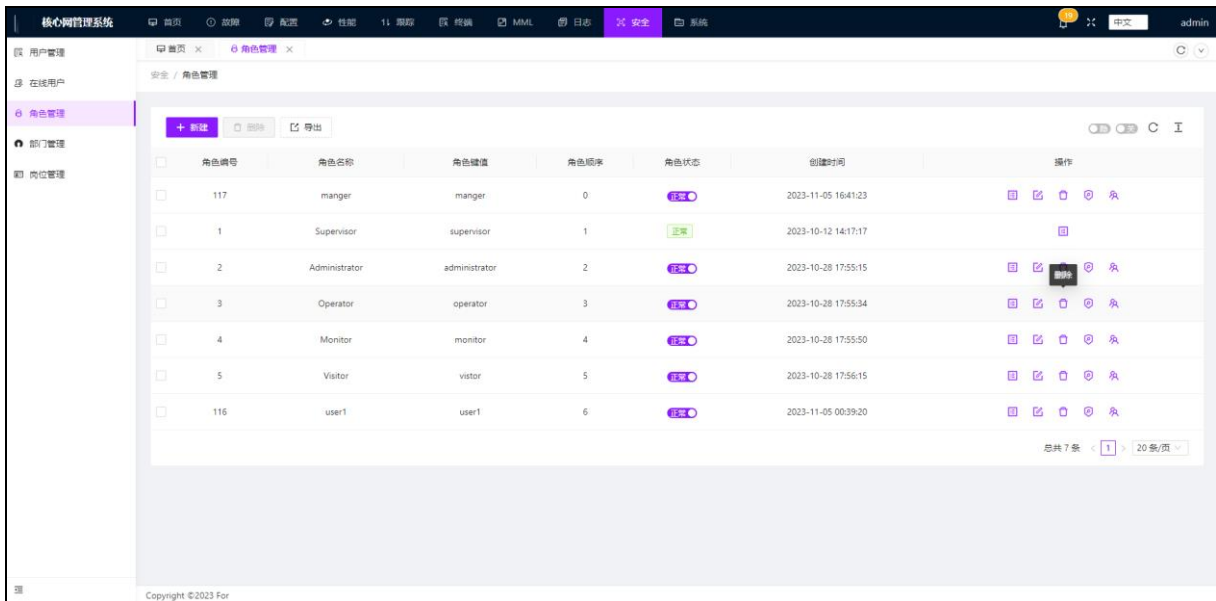 核心网管理系统 首页 故障 配置 性能 跟踪 终端 MML 日志 安全 系统 19 中文 admin
用户管理 首页 角色管理
在线用户 安全 / 角色管理
角色管理
部门管理
岗位管理
新建 删除 导出
角色编号 角色名称 角色键值 角色顺序 角色状态 创建时间 操作
117 manger manger 0 正常 2023-11-05 16:41:23
1 Supervisor supervisor 1 正常 2023-10-12 14:17:17
2 Administrator administrator 2 正常 2023-10-28 17:55:15
删除
3 Operator operator 3 正常 2023-10-28 17:55:34
4 Monitor monitor 4 正常 2023-10-28 17:55:50
5 Visitor vistor 5 正常 2023-10-28 17:56:15
116 user1 user1 6 正常 2023-11-05 00:39:20
总共 7 条 < 1 > 20 条/页
Copyright ©2023 For